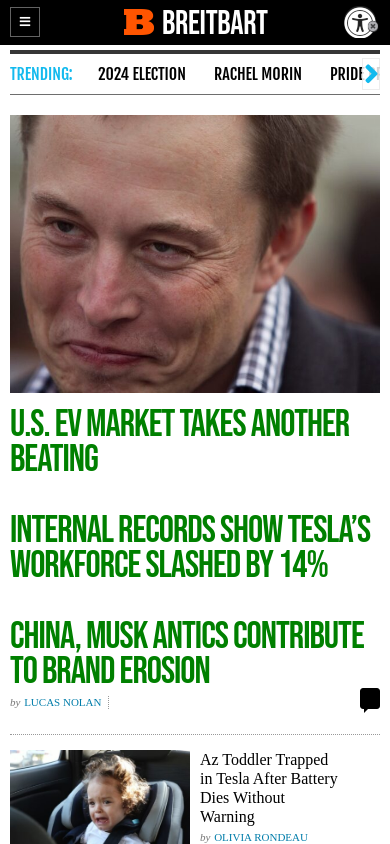 BREITBART
TRENDING: 2024 ELECTION RACHEL MORIN PRIDE
U.S. EV MARKET TAKES ANOTHER
BEATING
INTERNAL RECORDS SHOW TESLA'S
WORKFORCE SLASHED BY 14%
CHINA, MUSK ANTICS CONTRIBUTE
TO BRAND EROSION
by LUCAS NOLAN
Az Toddler Trapped
in Tesla After Battery
Dies Without
Warning
by OLIVIA RONDEAU